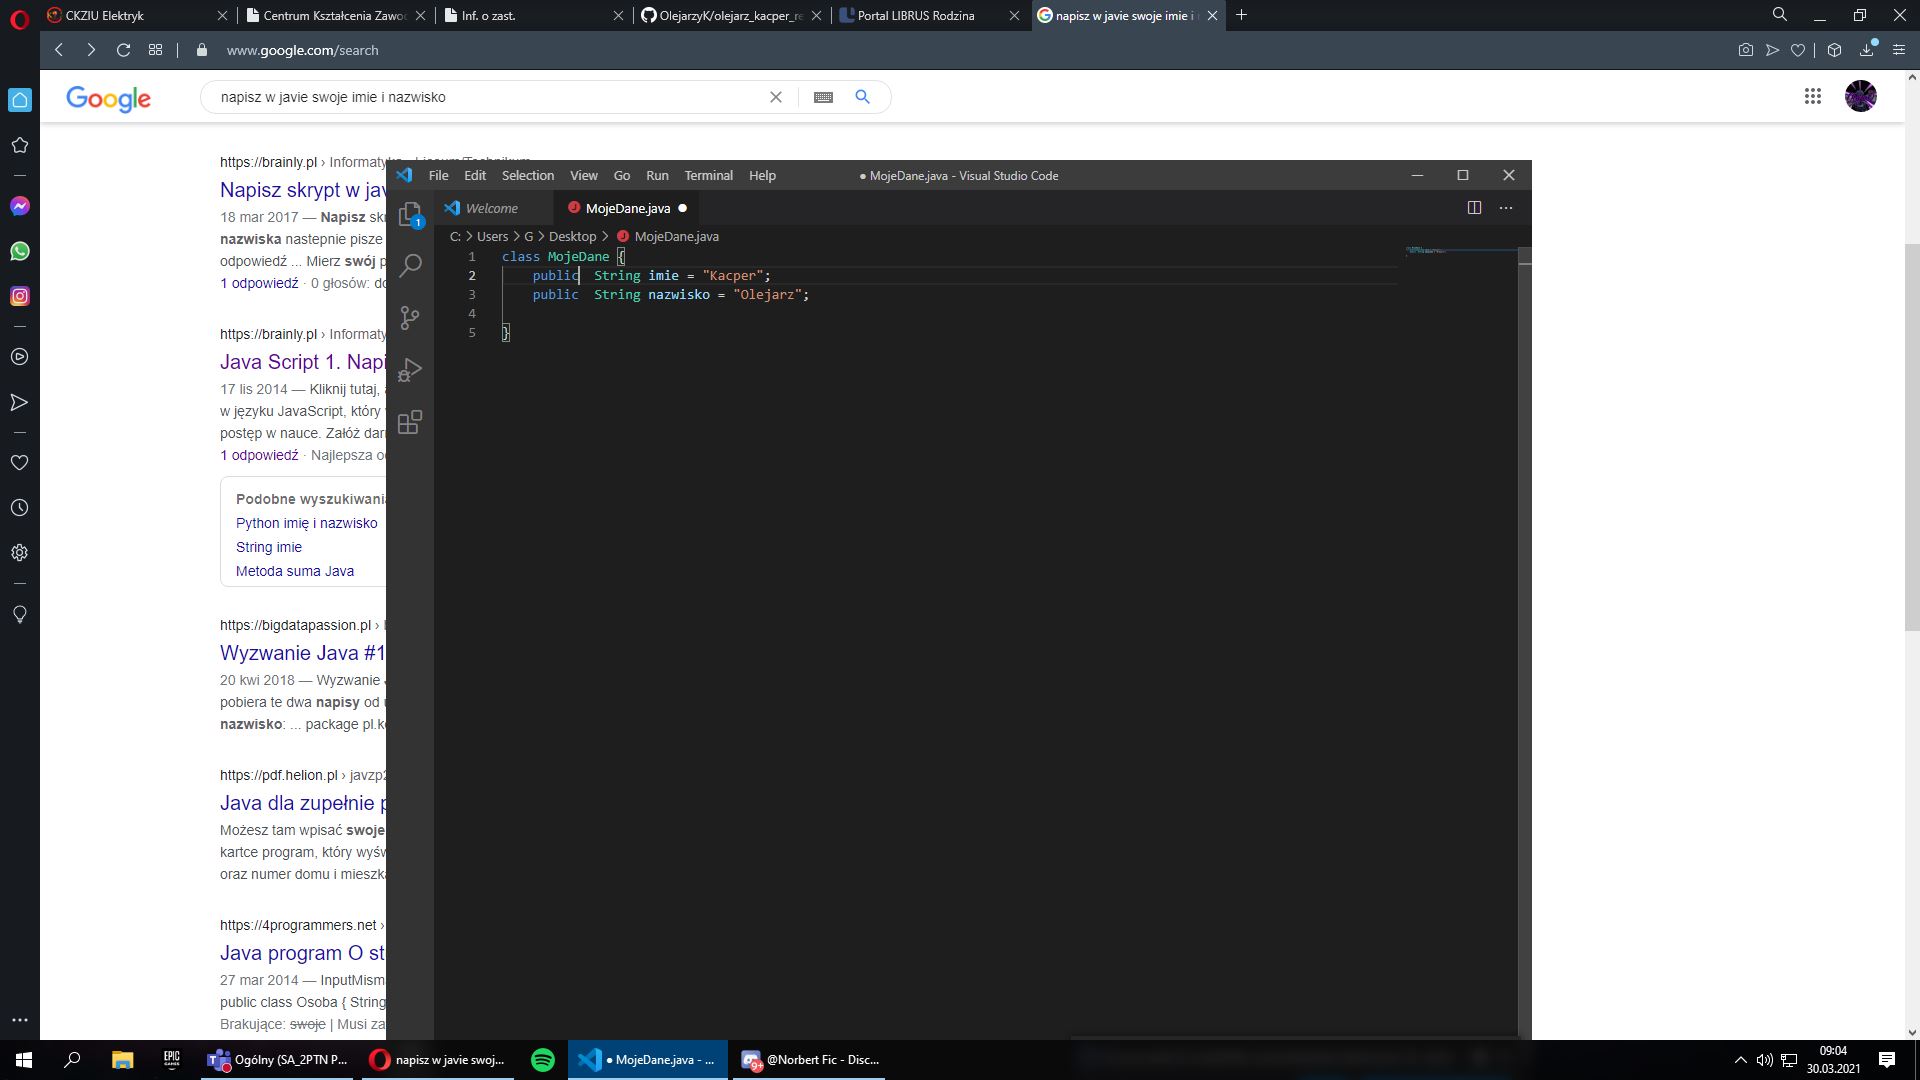 CKZiU Elektryk
Centrum Kształcenia Zawoc
Inf. o zast.
OlejarzyK/olejarz_kacper_re
Portal LIBRUS Rodzina
napisz w javie swoje imie i
www.google.com/search
Google
napisz w javie swoje imie i nazwisko
https://brainly.pl › Informatyka
Napisz skrypt w jav
18 mar 2017 — Napisz skr
nazwiska nastepnie pisze
odpowiedź ... Mierz swój p
1 odpowiedź · 0 głosów: do
https://brainly.pl › Informaty
Java Script 1. Napi
17 lis 2014 — Kliknij tutaj,
w języku JavaScript, który
postęp w nauce. Załóż dar
1 odpowiedź · Najlepsza o
Podobne wyszukiwania
Python imię i nazwisko
String imie
Metoda suma Java
https://bigdatapassion.pl ›
Wyzwanie Java #1
20 kwi 2018 — Wyzwanie
pobiera te dwa napisy od
nazwisko: ... package pl.k
https://pdf.helion.pl › javzp2
Java dla zupełnie p
Możesz tam wpisać swoje
kartce program, który wyśw
oraz numer domu i mieszka
https://4programmers.net ›
Java program O st
27 mar 2014 — InputMism
public class Osoba { String
Brakujące: swoje | Musi za
File Edit Selection View Go Run Terminal Help
● MojeDane.java - Visual Studio Code
1
Welcome
MojeDane.java ●
C: > Users > G > Desktop > MojeDane.java
1 class MojeDane {
2 public  String imie = "Kacper";
3 public  String nazwisko = "Olejarz";
4
5 }
EPIC GAMES
Ogólny (SA_2PTN P...
napisz w javie swoj...
● MojeDane.java - ...
9+
@Norbert Fic - Disc...
09:04
30.03.2021